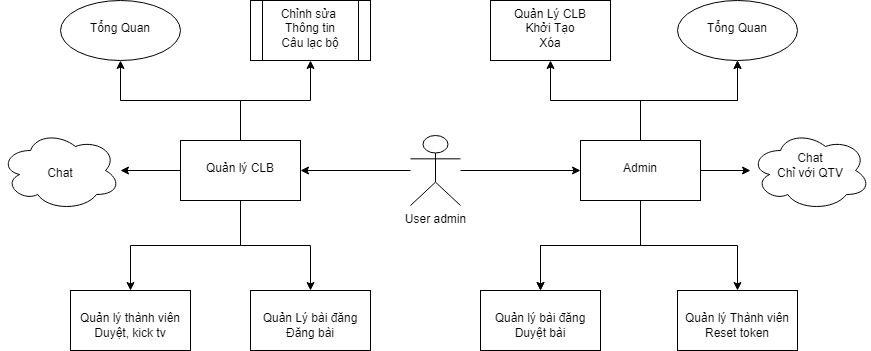 Tổng Quan
Chỉnh sửa
Thông tin
Câu lạc bộ
Quản Lý CLB
Khởi Tạo
Xóa
Tổng Quan
Chat
Quản lý CLB
User admin
Admin
Chat
Chỉ với QTV
Quản lý thành viên
Duyệt, kick tv
Quản Lý bài đăng
Đăng bài
Quản lý bài đăng
Duyệt bài
Quản lý Thành viên
Reset token